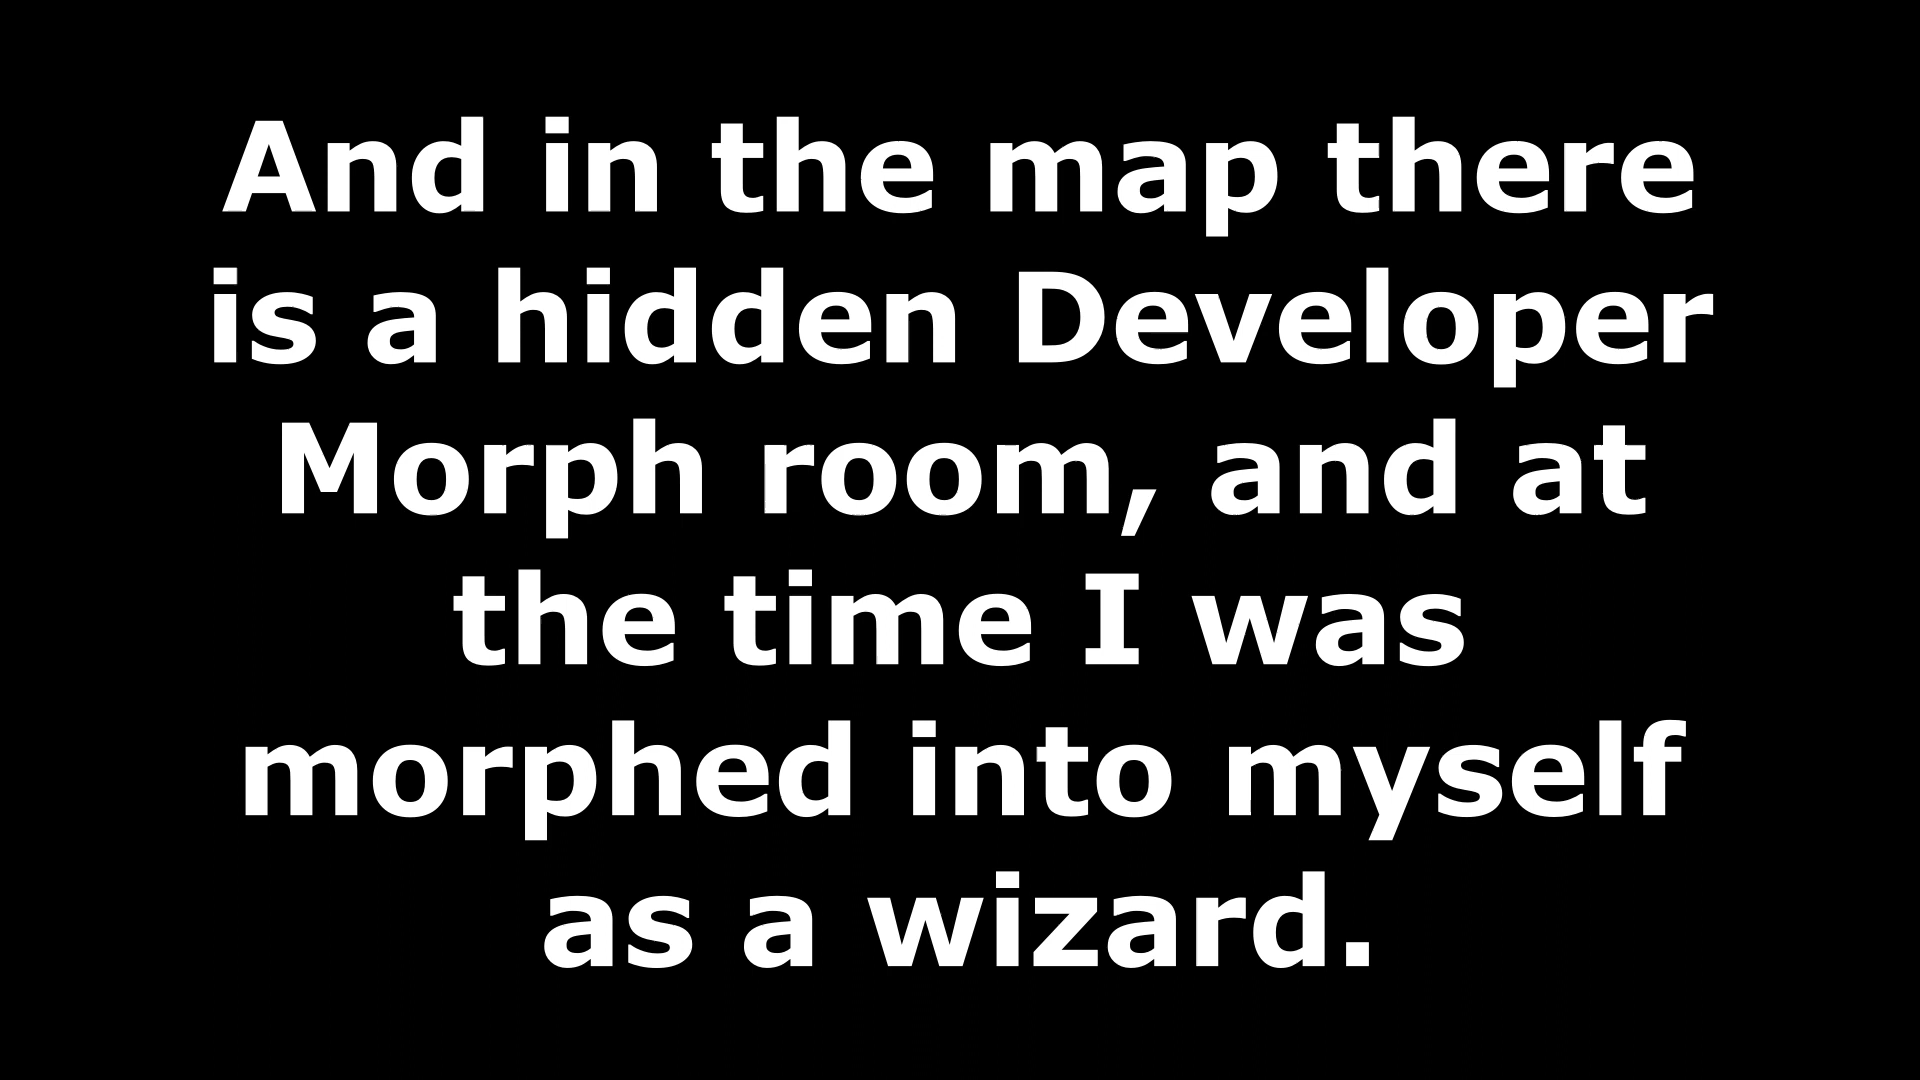 And in the map there
is a hidden Developer
Morph room, and at
the time I was
morphed into myself
as a wizard.